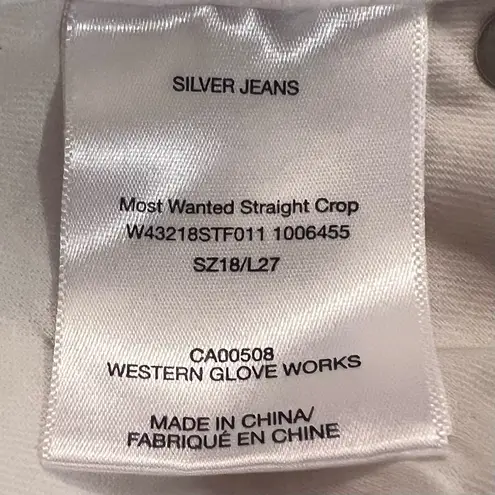 SILVER JEANS
Most Wanted Straight Crop
W43218STF011 1006455
SZ18/L27
CA00508
WESTERN GLOVE WORKS
MADE IN CHINA/
FABRIQUÉ EN CHINE